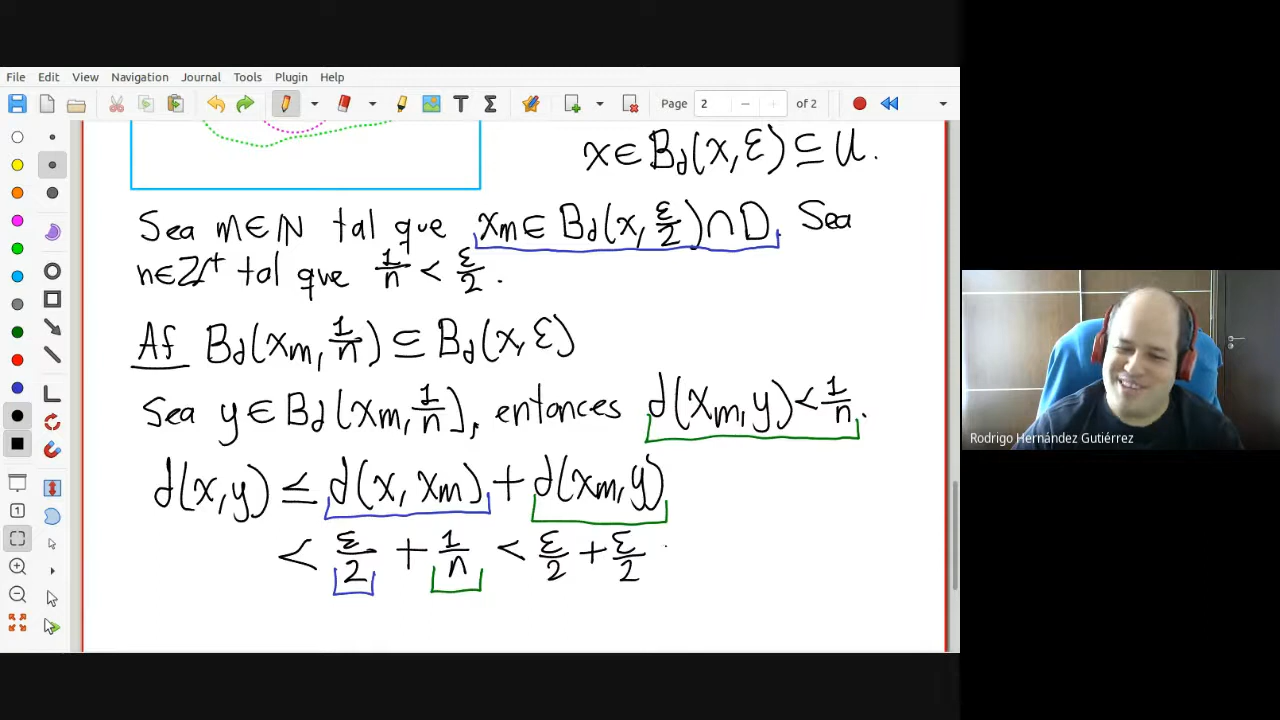 File Edit View Navigation Journal Tools Plugin Help
Page 2 of 2
x ∈ B_d(x, ε) ⊆ U.
Sea m∈ℕ tal que x_m ∈ B_d(x, ε/2) ∩ D. Sea
n∈ℤ⁺ tal que 1/n < ε/2.
Af B_d(x_m, 1/n) ⊆ B_d(x, ε)
Sea y ∈ B_d(x_m, 1/n), entonces d(x_m, y) < 1/n.
d(x, y) ≤ d(x, x_m) + d(x_m, y)
< ε/2 + 1/n < ε/2 + ε/2
Rodrigo Hernández Gutiérrez